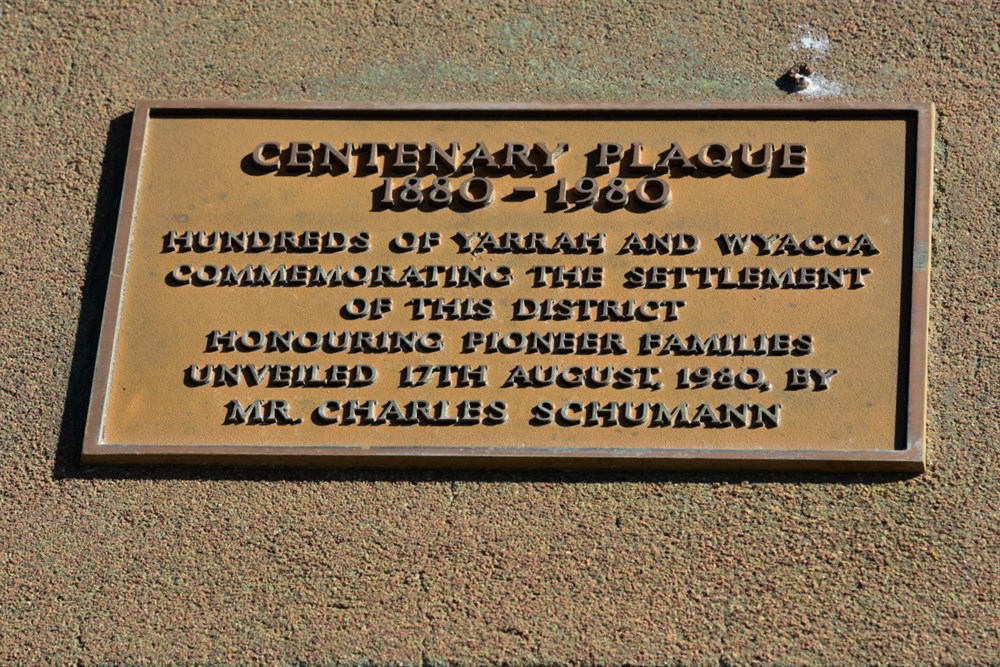 CENTENARY PLAQUE
1880 - 1980
HUNDREDS OF YARRAH AND WYACCA
COMMEMORATING THE SETTLEMENT
OF THIS DISTRICT
HONOURING PIONEER FAMILIES
UNVEILED 17TH AUGUST, 1980, BY
MR. CHARLES SCHUMANN